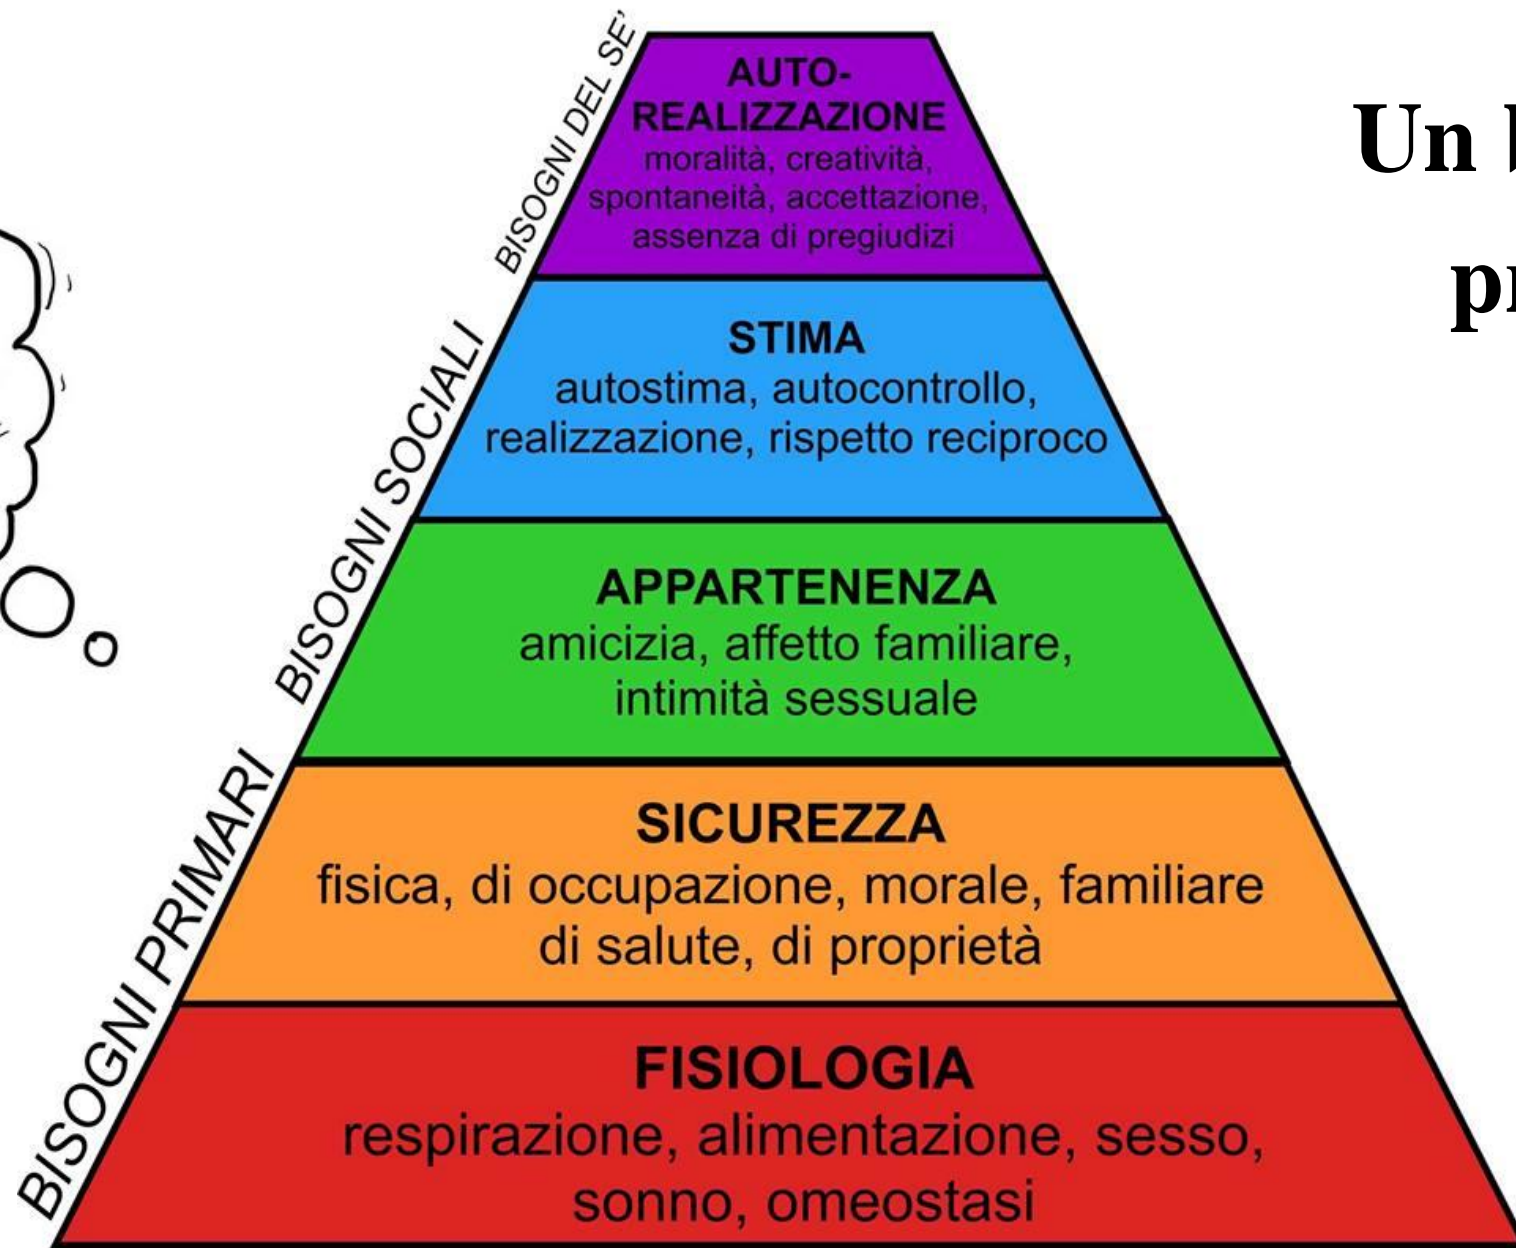 BISOGNI DEL SE'
AUTO-
REALIZZAZIONE
moralità, creatività,
spontaneità, accettazione,
assenza di pregiudizi
BISOGNI SOCIALI
STIMA
autostima, autocontrollo,
realizzazione, rispetto reciproco
APPARTENENZA
amicizia, affetto familiare,
intimità sessuale
BISOGNI PRIMARI
SICUREZZA
fisica, di occupazione, morale, familiare
di salute, di proprietà
FISIOLOGIA
respirazione, alimentazione, sesso,
sonno, omeostasi
Un